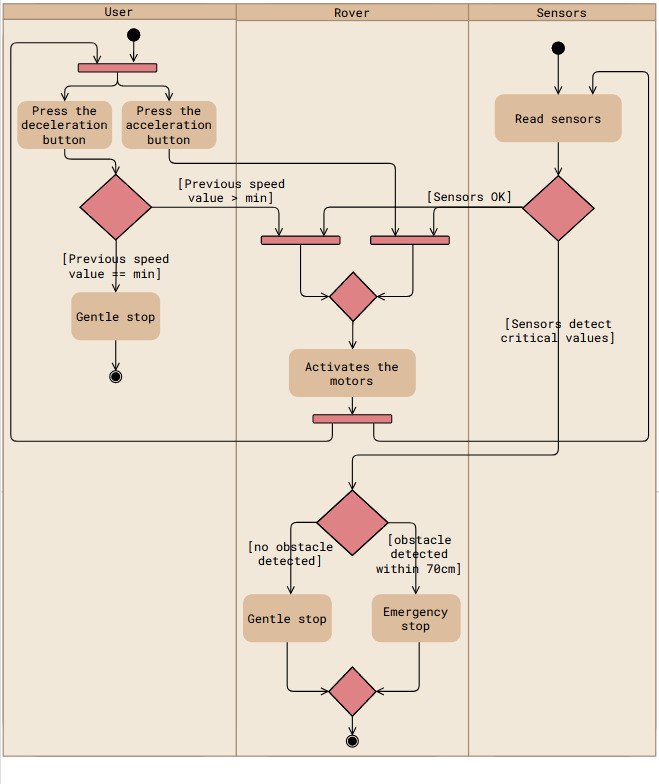 User
Rover
Sensors
Press the
deceleration
button
Press the
acceleration
button
Read sensors
[Previous speed
value > min]
[Sensors OK]
[Previous speed
value == min]
Gentle stop
[Sensors detect
critical values]
Activates the
motors
[no obstacle
detected]
[obstacle
detected
within 70cm]
Gentle stop
Emergency
stop